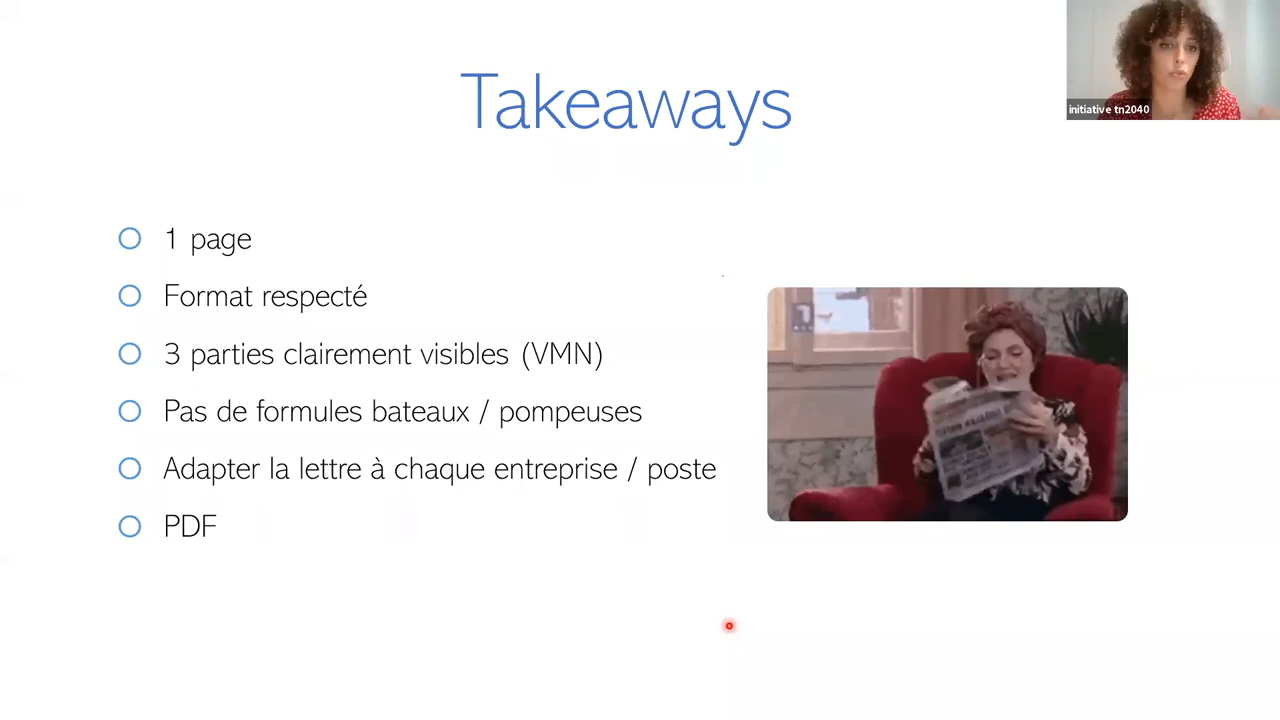 Takeaways
initiative tn2040
1 page
Format respecté
3 parties clairement visibles (VMN)
Pas de formules bateaux / pompeuses
Adapter la lettre à chaque entreprise / poste
PDF